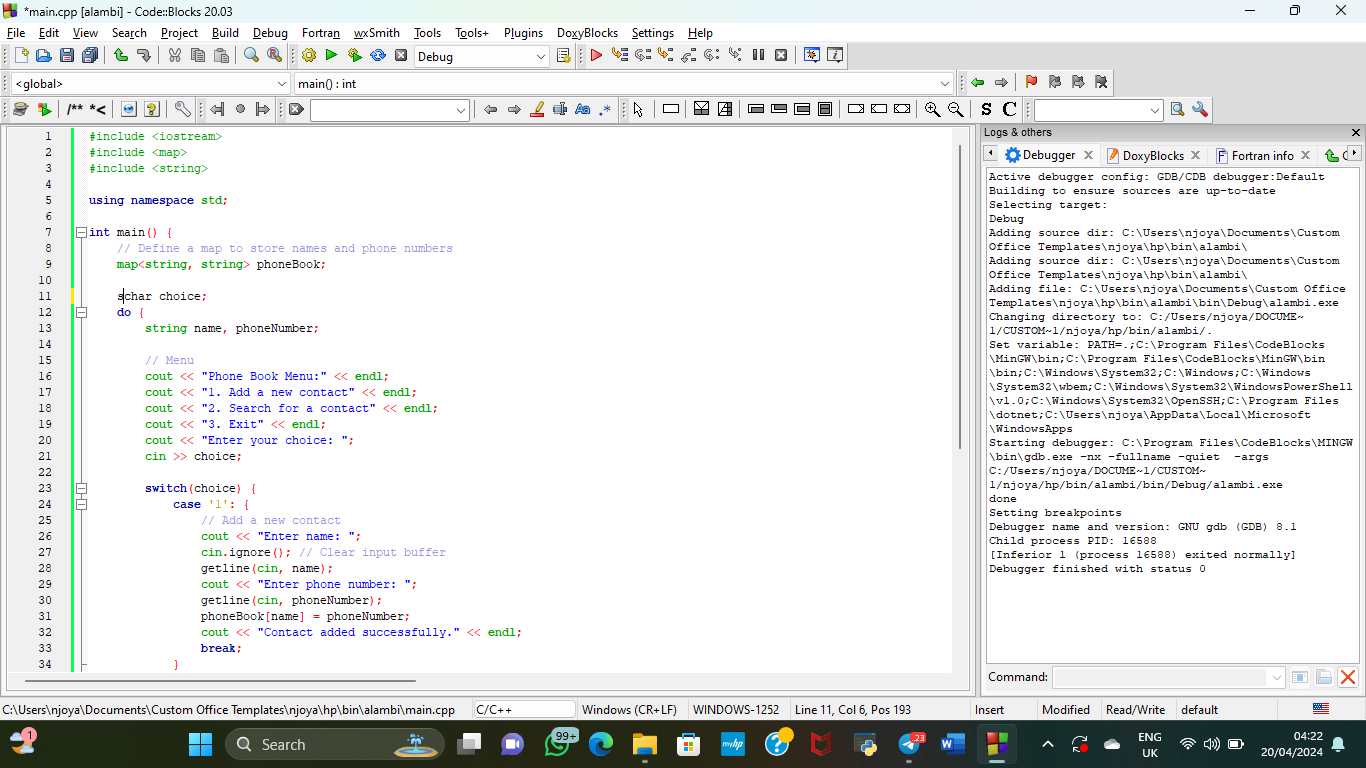 *main.cpp [alambi] - Code::Blocks 20.03
File Edit View Search Project Build Debug Fortran wxSmith Tools Tools+ Plugins DoxyBlocks Settings Help
Debug
<global> main() : int
/** *< Aa .* S C
Logs & others
Debugger DoxyBlocks Fortran info
1 #include <iostream>
2 #include <map>
3 #include <string>
4
5 using namespace std;
6
7 int main() {
8 // Define a map to store names and phone numbers
9 map<string, string> phoneBook;
10
11 schar choice;
12 do {
13 string name, phoneNumber;
14
15 // Menu
16 cout << "Phone Book Menu:" << endl;
17 cout << "1. Add a new contact" << endl;
18 cout << "2. Search for a contact" << endl;
19 cout << "3. Exit" << endl;
20 cout << "Enter your choice: ";
21 cin >> choice;
22
23 switch(choice) {
24 case '1': {
25 // Add a new contact
26 cout << "Enter name: ";
27 cin.ignore(); // Clear input buffer
28 getline(cin, name);
29 cout << "Enter phone number: ";
30 getline(cin, phoneNumber);
31 phoneBook[name] = phoneNumber;
32 cout << "Contact added successfully." << endl;
33 break;
34 }
Active debugger config: GDB/CDB debugger:Default
Building to ensure sources are up-to-date
Selecting target:
Debug
Adding source dir: C:\Users\njoya\Documents\Custom
Office Templates\njoya\hp\bin\alambi\
Adding source dir: C:\Users\njoya\Documents\Custom
Office Templates\njoya\hp\bin\alambi\
Adding file: C:\Users\njoya\Documents\Custom Office
Templates\njoya\hp\bin\alambi\bin\Debug\alambi.exe
Changing directory to: C:/Users/njoya/DOCUME~
1/CUSTOM~1/njoya/hp/bin/alambi/.
Set variable: PATH=.;C:\Program Files\CodeBlocks
\MinGW\bin;C:\Program Files\CodeBlocks\MinGW\bin
\bin;C:\Windows\System32;C:\Windows;C:\Windows
\System32\wbem;C:\Windows\System32\WindowsPowerShell
\v1.0;C:\Windows\System32\OpenSSH;C:\Program Files
\dotnet;C:\Users\njoya\AppData\Local\Microsoft
\WindowsApps
Starting debugger: C:\Program Files\CodeBlocks\MINGW
\bin\gdb.exe -nx -fullname -quiet  -args
C:/Users/njoya/DOCUME~1/CUSTOM~
1/njoya/hp/bin/alambi/bin/Debug/alambi.exe
done
Setting breakpoints
Debugger name and version: GNU gdb (GDB) 8.1
Child process PID: 16588
[Inferior 1 (process 16588) exited normally]
Debugger finished with status 0
Command:
C:\Users\njoya\Documents\Custom Office Templates\njoya\hp\bin\alambi\main.cpp C/C++ Windows (CR+LF) WINDOWS-1252 Line 11, Col 6, Pos 193 Insert Modified Read/Write default
1 Search 99+ myhp 23 ENG
UK
04:22
20/04/2024